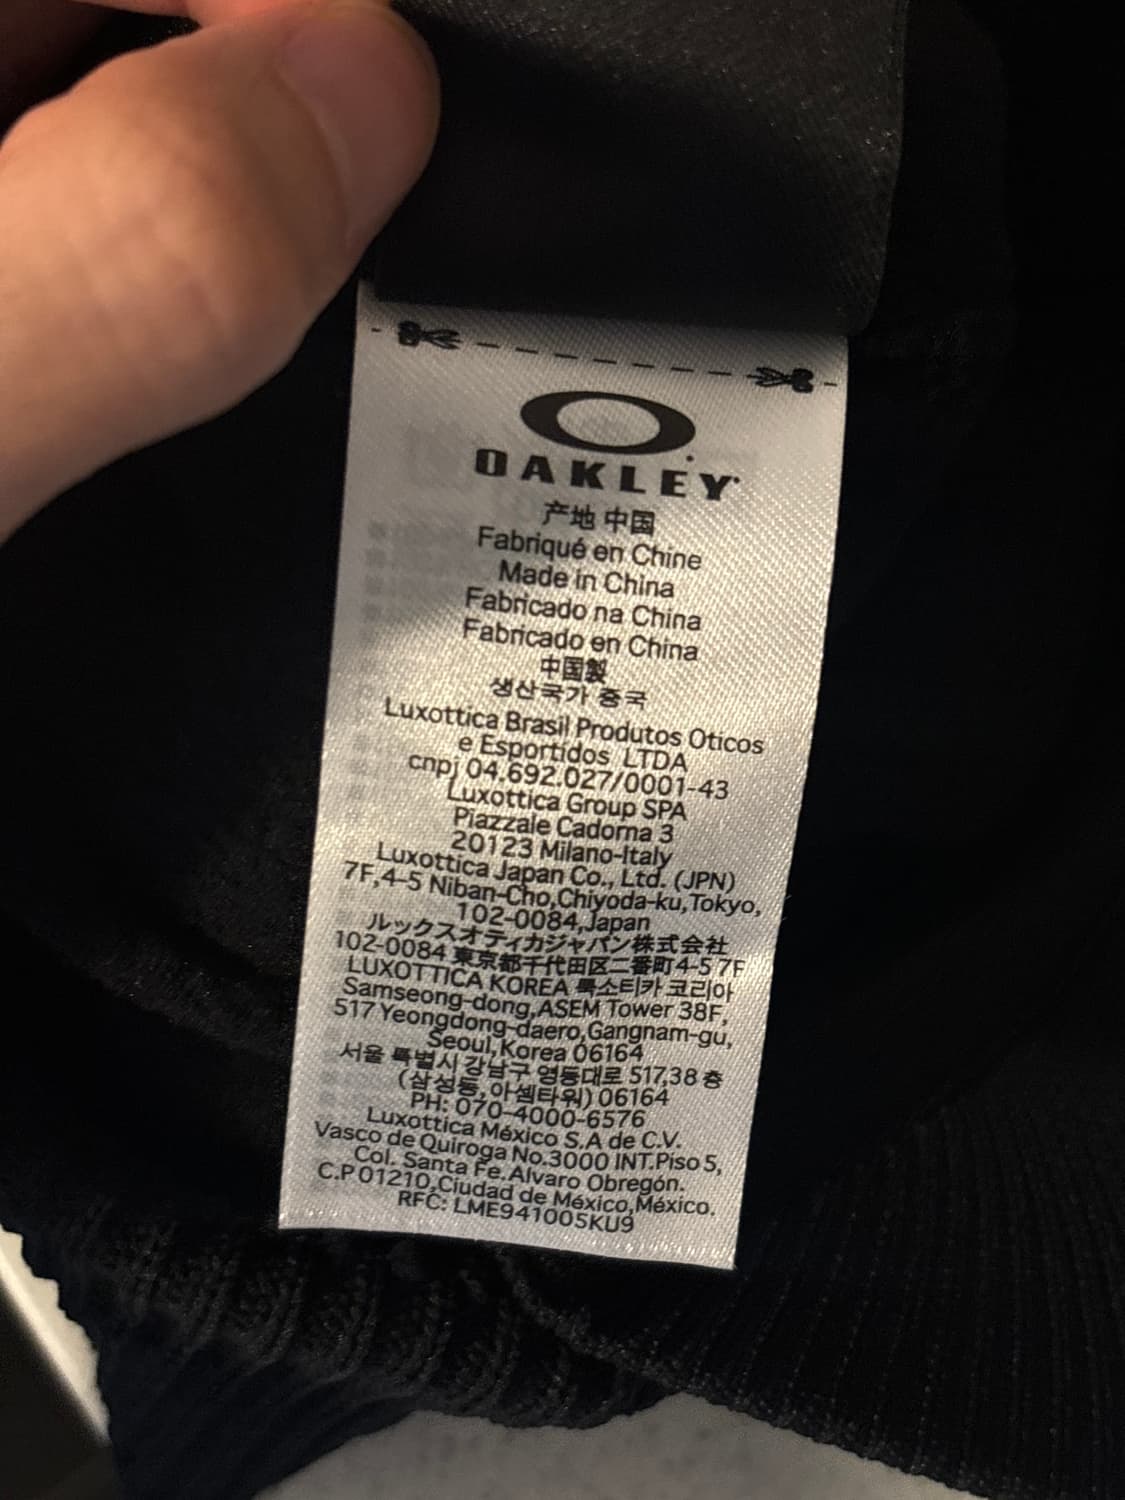 OAKLEY
产地 中国
Fabriqué en Chine
Made in China
Fabricado na China
Fabricado en China
中国製
생산국가 중국
Luxottica Brasil Produtos Oticos
e Esportidos LTDA
cnpj 04.692.027/0001-43
Luxottica Group SPA
Piazzale Cadorna 3
20123 Milano-Italy
Luxottica Japan Co., Ltd. (JPN)
7F,4-5 Niban-Cho,Chiyoda-ku,Tokyo,
102-0084,Japan
ルックスオティカジャパン株式会社
102-0084 東京都千代田区二番町4-5 7F
LUXOTTICA KOREA 룩소티카 코리아
Samseong-dong,ASEM Tower 38F,
517 Yeongdong-daero,Gangnam-gu,
Seoul,Korea 06164
서울 특별시 강남구 영동대로 517,38 층
(삼성동, 아셈타워) 06164
PH: 070-4000-6576
Luxottica México S.A de C.V.
Vasco de Quiroga No.3000 INT.Piso 5,
Col. Santa Fe.Alvaro Obregón.
C.P 01210,Ciudad de México,México.
RFC: LME941005KU9